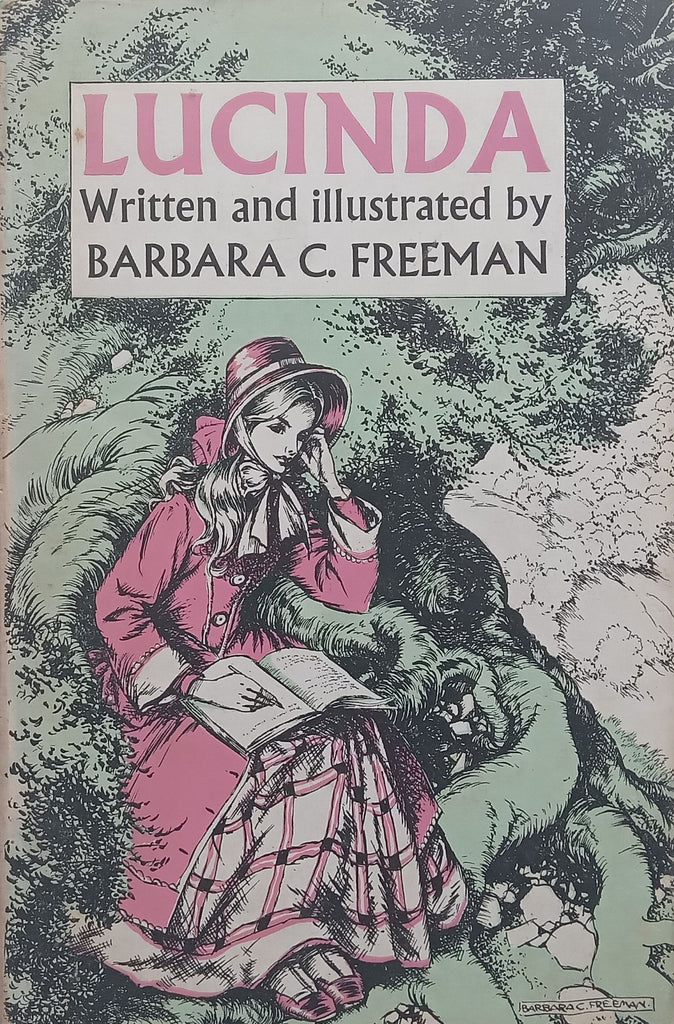 LUCINDA
Written and illustrated by
BARBARA C. FREEMAN
BARBARA C. FREEMAN.